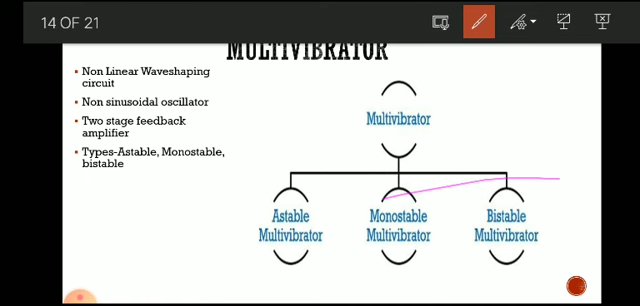 14 OF 21
MULTIVIBRATOR
Non Linear Waveshaping
circuit
Non sinusoidal oscillator
Two stage feedback
amplifier
Types-Astable, Monostable,
bistable
Multivibrator
Astable
Multivibrator
Monostable
Multivibrator
Bistable
Multivibrator